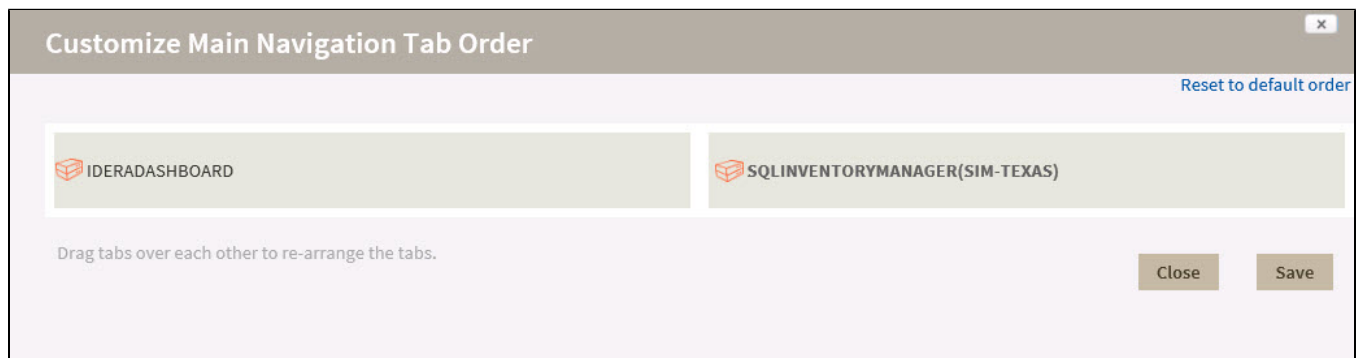 Customize Main Navigation Tab Order
x
Reset to default order
IDERADASHBOARD
SQLINVENTORYMANAGER(SIM-TEXAS)
Drag tabs over each other to re-arrange the tabs.
Close
Save